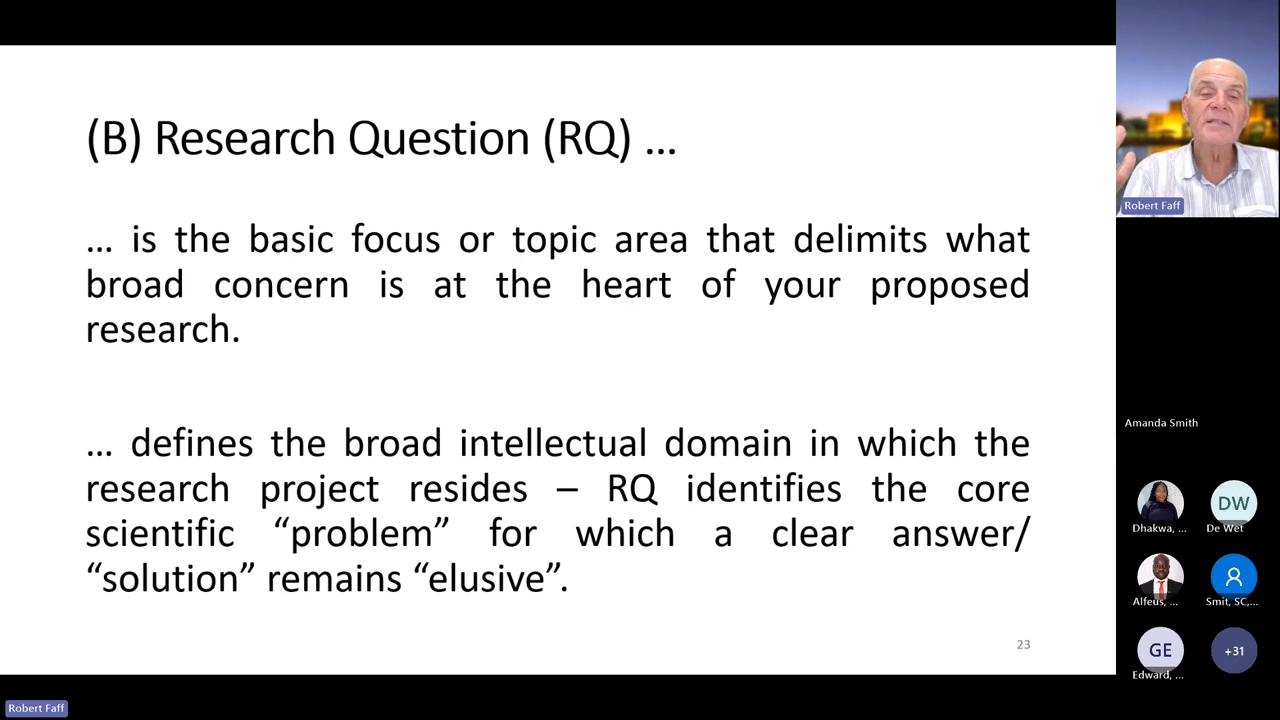 (B) Research Question (RQ) …
… is the basic focus or topic area that delimits what
broad concern is at the heart of your proposed
research.
… defines the broad intellectual domain in which the
research project resides – RQ identifies the core
scientific “problem” for which a clear answer/
“solution” remains “elusive”.
23
Robert Faff
Amanda Smith
DW
Dhakwa, ...
De Wet
Alfeus, ...
Smit, SC,...
GE
+31
Edward, ...
Robert Faff